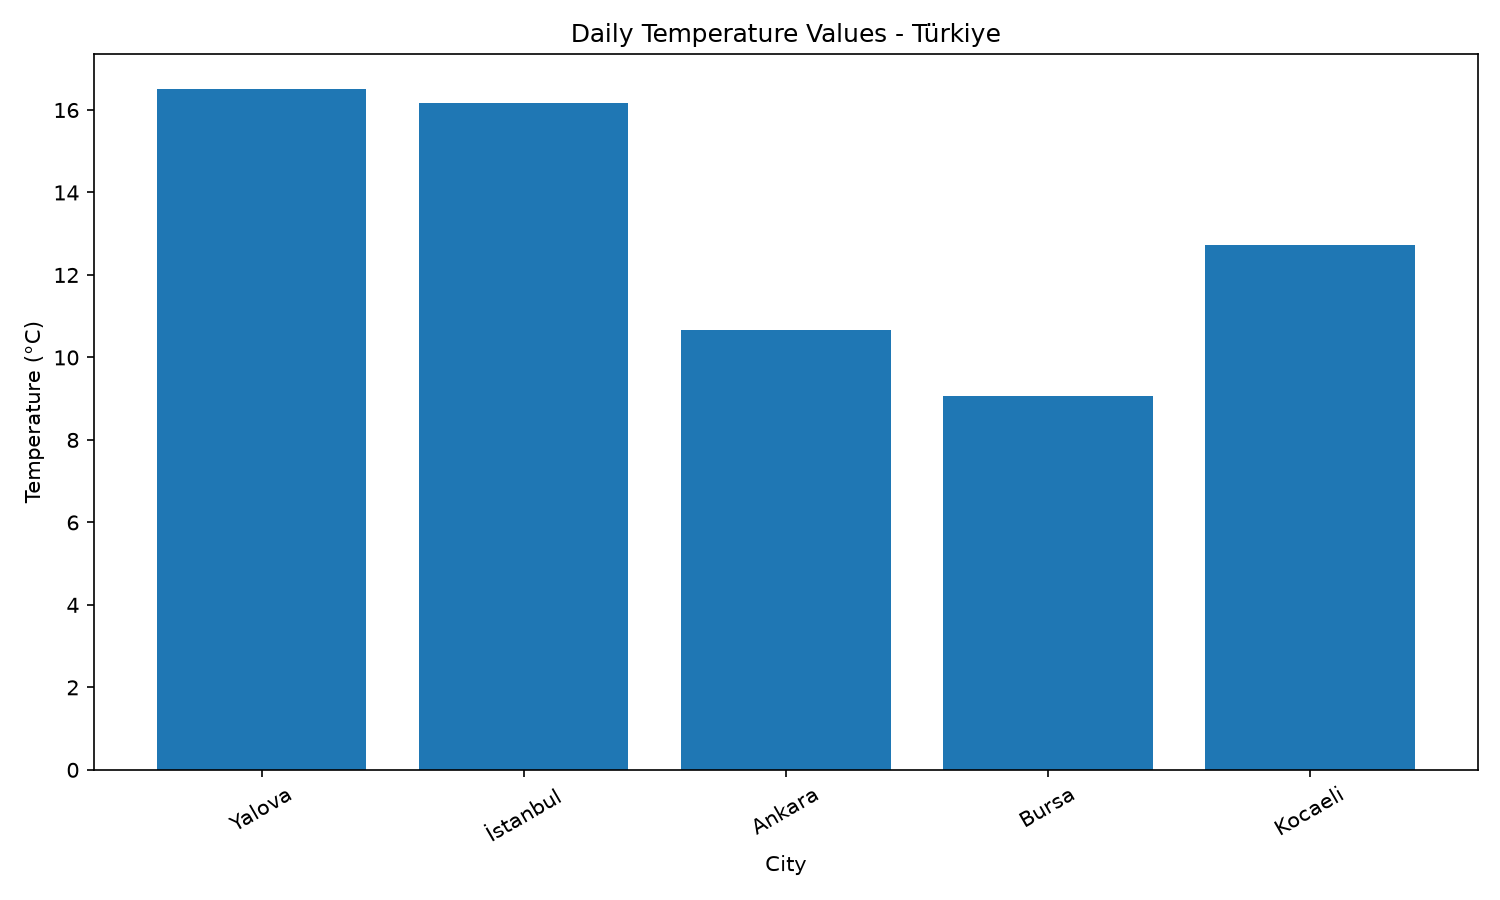 Daily Temperature Values - Türkiye
Temperature (°C)
16
14
12
10
8
6
4
2
0
Yalova
İstanbul
Ankara
Bursa
Kocaeli
City